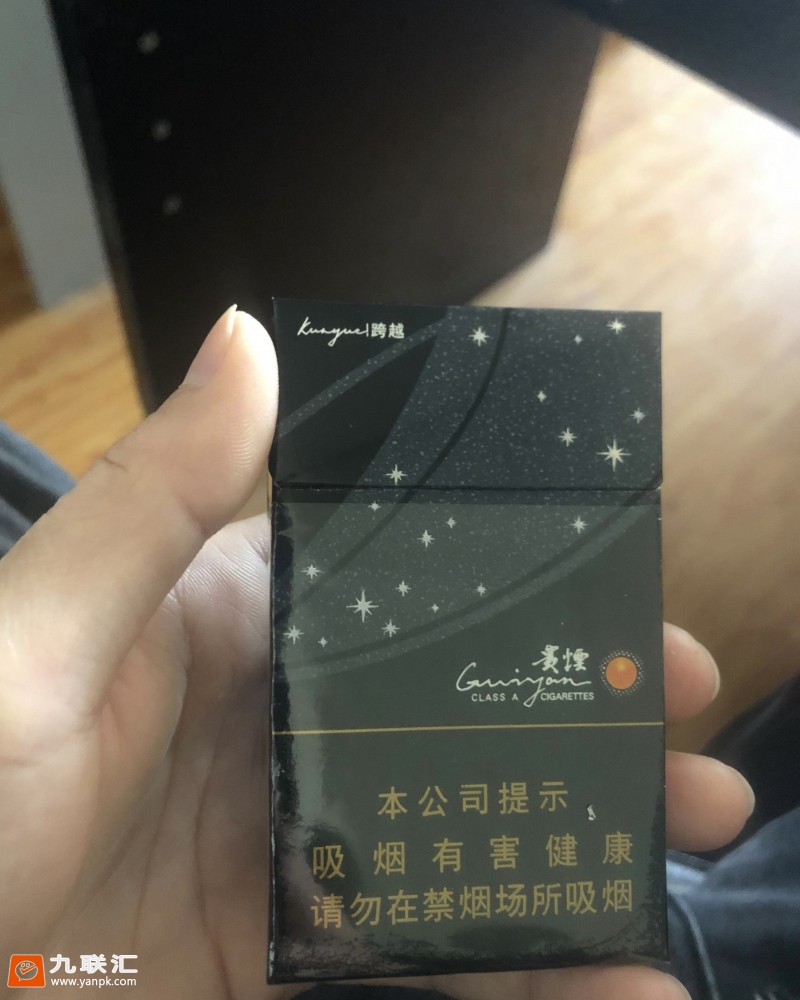 Kuayue|跨越
貴煙
Guiyan
CLASS A CIGARETTES
本公司提示
吸烟有害健康
请勿在禁烟场所吸烟
九联汇
www.yanpk.com